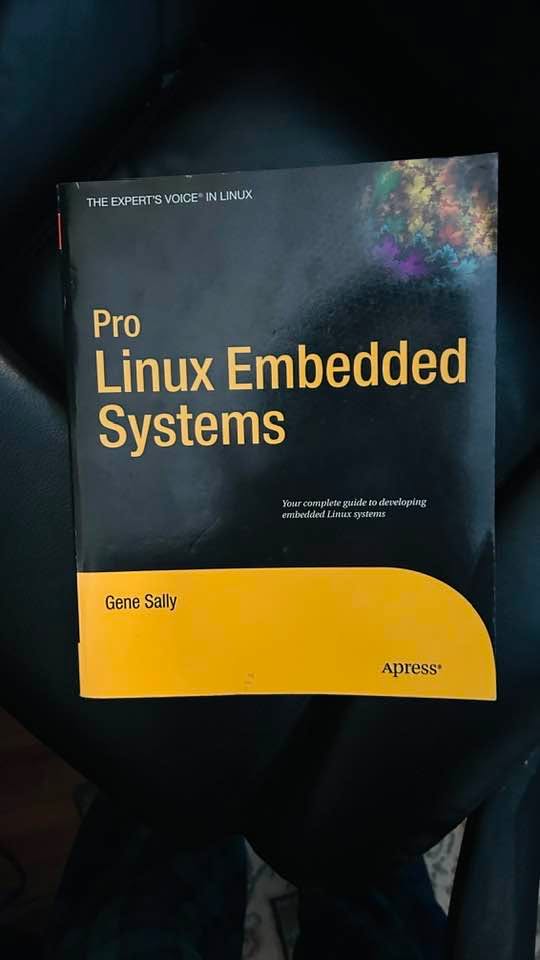 THE EXPERT'S VOICE® IN LINUX
Pro
Linux Embedded
Systems
Your complete guide to developing
embedded Linux systems
Gene Sally
Apress®